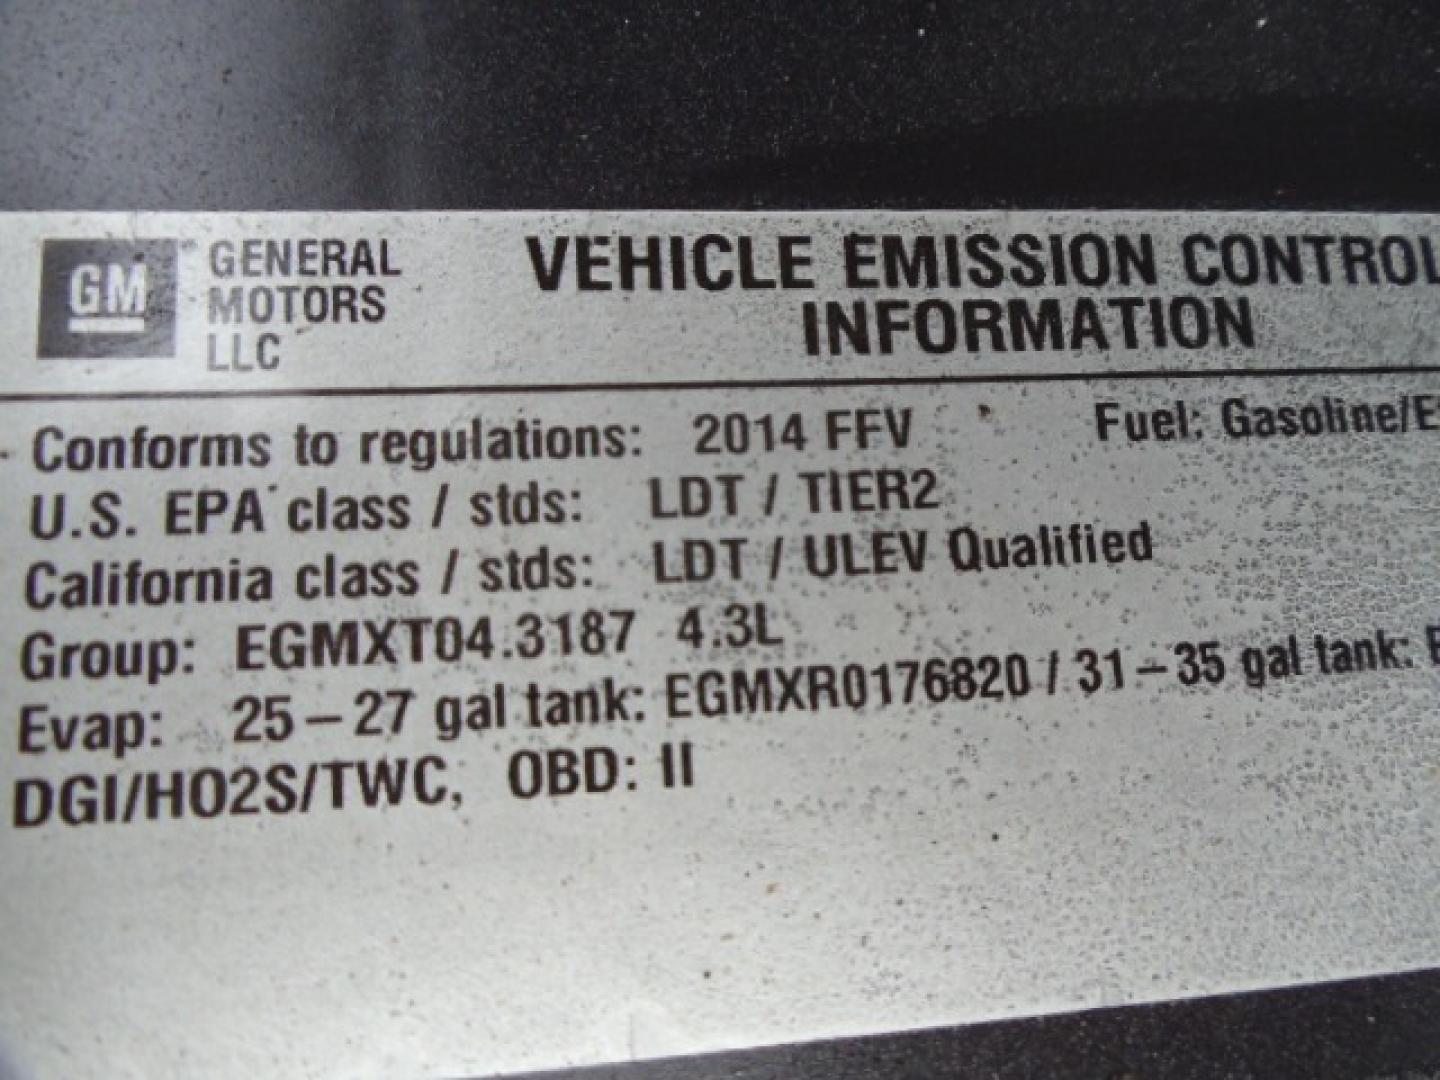 GM GENERAL MOTORS LLC
VEHICLE EMISSION CONTROL
INFORMATION
Conforms to regulations: 2014 FFV Fuel: Gasoline/E
U.S. EPA class / stds: LDT / TIER2
California class / stds: LDT / ULEV Qualified
Group: EGMXT04.3187 4.3L
Evap: 25–27 gal tank: EGMXR0176820 / 31–35 gal tank:
DGI/HO2S/TWC, OBD: II